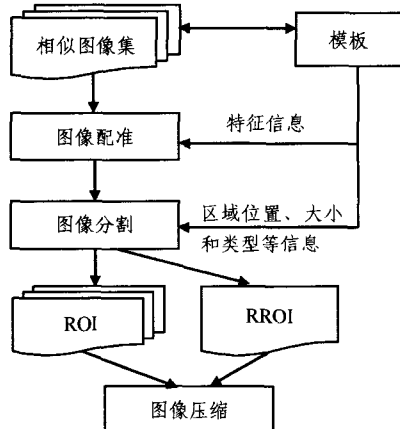 相似图像集
模板
图像配准
特征信息
图像分割
区域位置、大小
和类型等信息
ROI
RROI
图像压缩